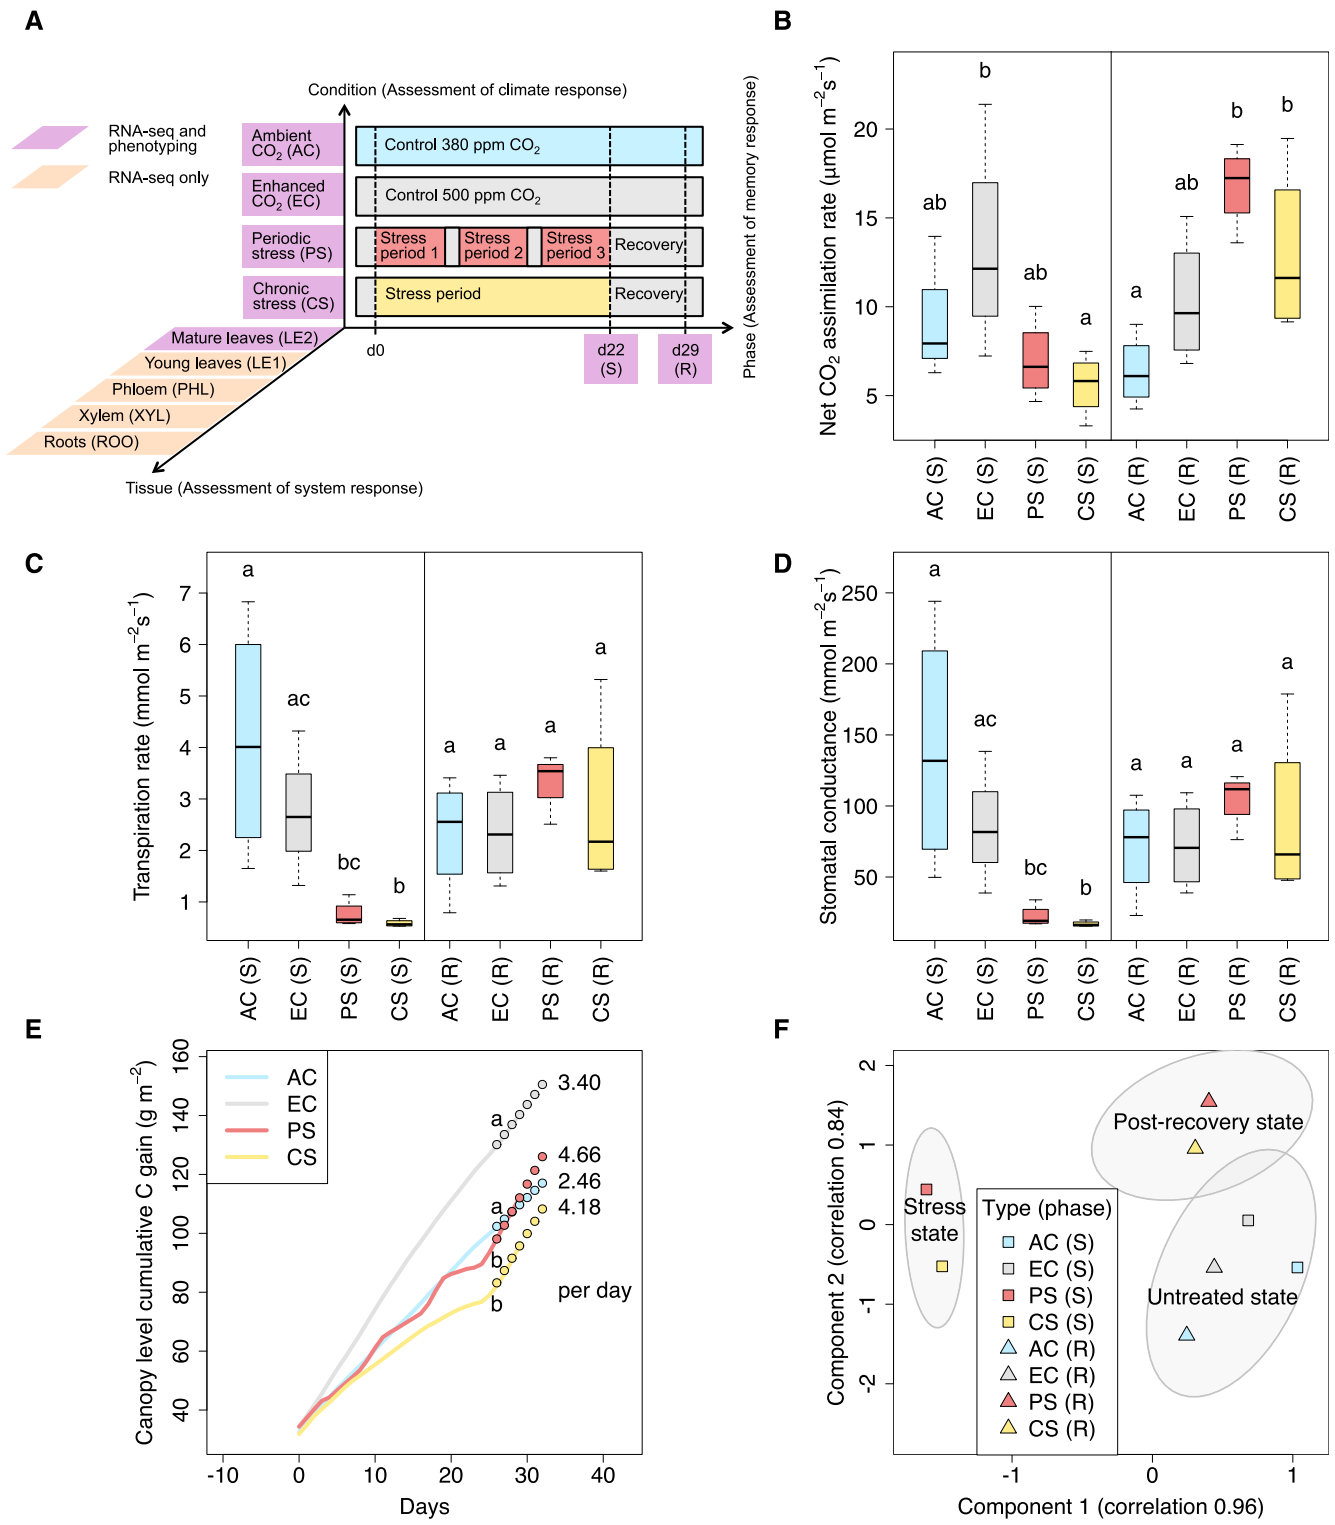 A
Condition (Assessment of climate response)
RNA-seq and
phenotyping
RNA-seq only
Ambient
CO2 (AC)
Control 380 ppm CO2
Enhanced
CO2 (EC)
Control 500 ppm CO2
Periodic
stress (PS)
Stress
period 1
Stress
period 2
Stress
period 3
Recovery
Chronic
stress (CS)
Stress period
Recovery
Mature leaves (LE2)
Young leaves (LE1)
Phloem (PHL)
Xylem (XYL)
Roots (ROO)
d0
d22
(S)
d29
(R)
Phase (Assessment of memory response)
Tissue (Assessment of system response)
B
Net CO2 assimilation rate (μmol m−2s−1)
20
15
10
5
ab
b
ab
a
a
ab
b
b
AC (S)
EC (S)
PS (S)
CS (S)
AC (R)
EC (R)
PS (R)
CS (R)
C
Transpiration rate (mmol m−2s−1)
7
6
5
4
3
2
1
a
ac
bc
b
a
a
a
a
AC (S)
EC (S)
PS (S)
CS (S)
AC (R)
EC (R)
PS (R)
CS (R)
D
Stomatal conductance (mmol m−2s−1)
250
200
150
100
50
a
ac
bc
b
a
a
a
a
AC (S)
EC (S)
PS (S)
CS (S)
AC (R)
EC (R)
PS (R)
CS (R)
E
Canopy level cumulative C gain (g m−2)
160
140
120
100
80
60
40
AC
EC
PS
CS
a
a
b
b
3.40
4.66
2.46
4.18
per day
-10
0
10
20
30
40
Days
F
Component 2 (correlation 0.84)
2
1
0
-1
-2
Post-recovery state
Stress
state
Untreated state
Type (phase)
AC (S)
EC (S)
PS (S)
CS (S)
AC (R)
EC (R)
PS (R)
CS (R)
-1
0
1
Component 1 (correlation 0.96)